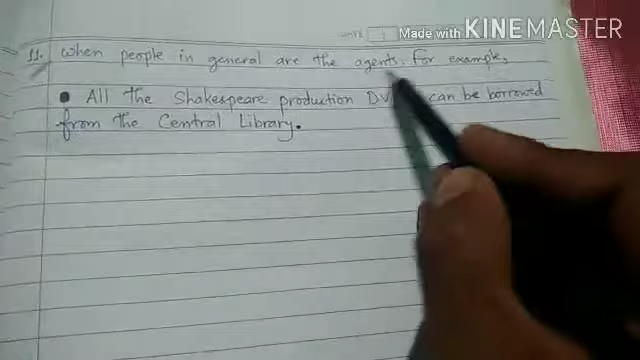 Made with KINEMASTER
11. When people in general are the agents. For example,
• All the Shakespeare production can be borrowed
from the Central Library.